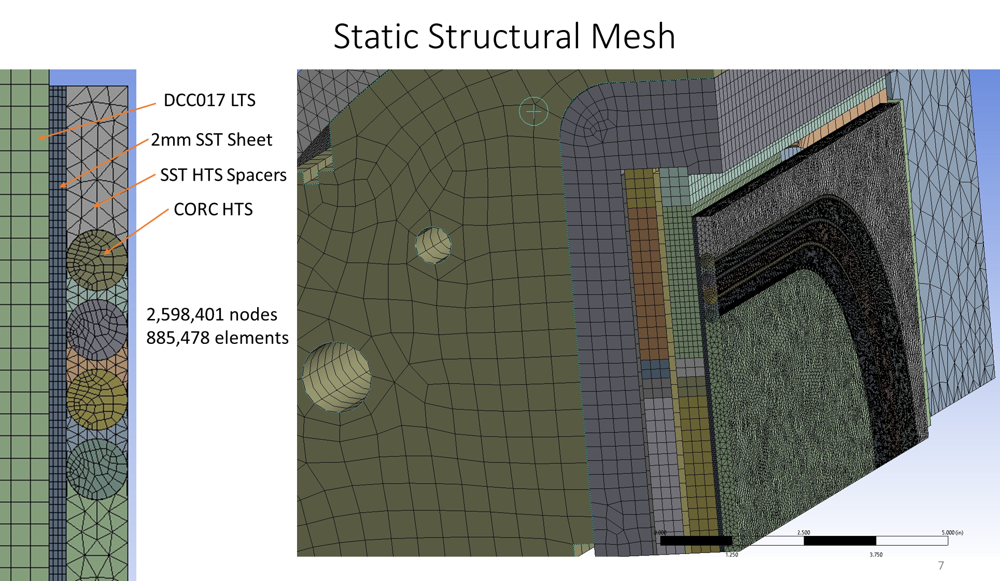 Static Structural Mesh
DCC017 LTS
2mm SST Sheet
SST HTS Spacers
CORC HTS
2,598,401 nodes
885,478 elements
0.000
2.500
5.000 (in)
1.250
3.750
7